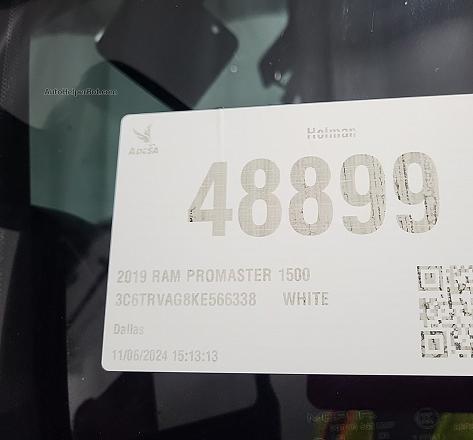 AutoHelperBot.com
Holman
ADESA
48899
2019 RAM PROMASTER 1500
3C6TRVAG8KE566338 WHITE
Dallas
11/06/2024 15:13:13